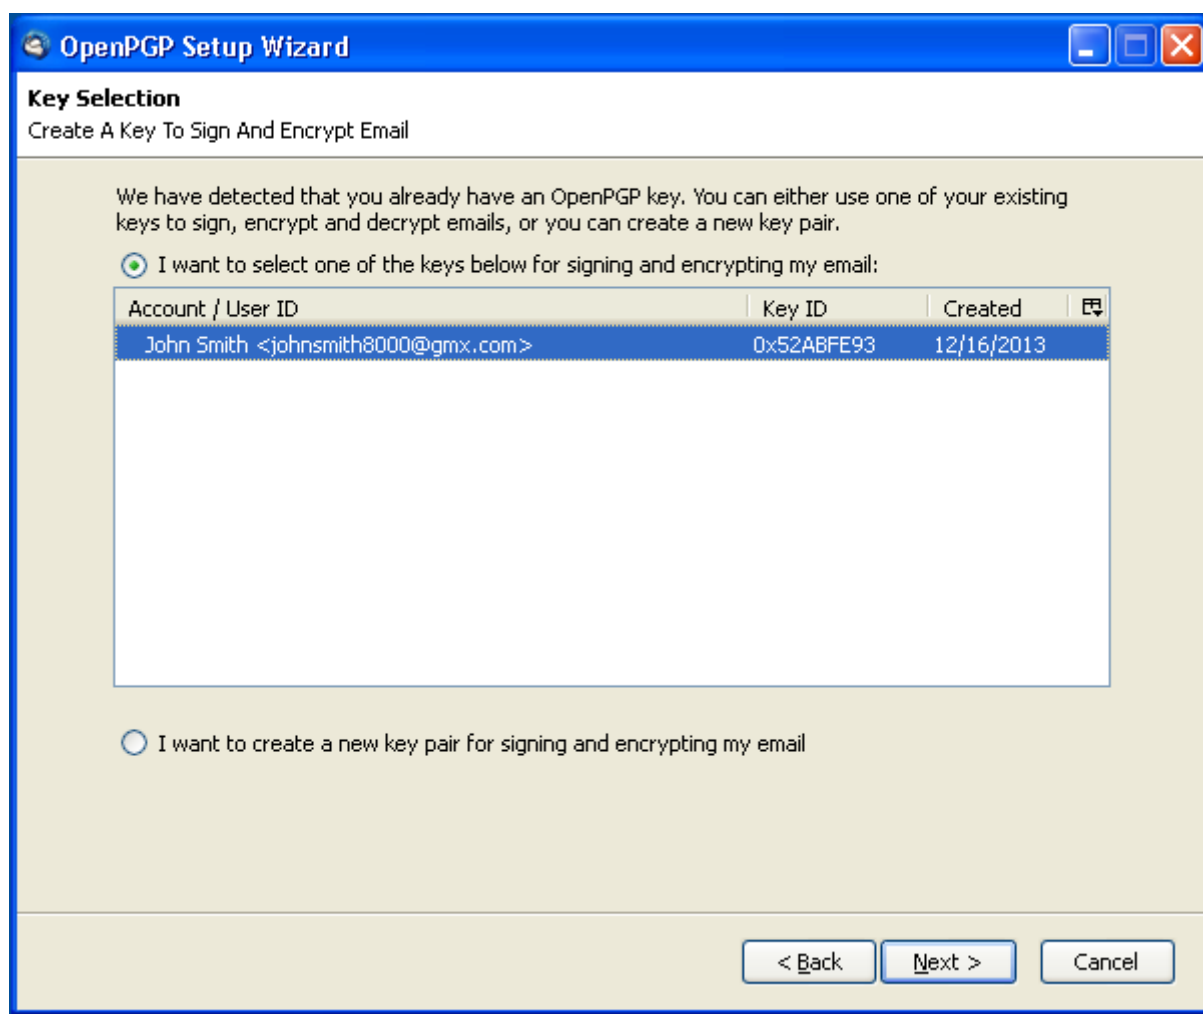 OpenPGP Setup Wizard
Key Selection
Create A Key To Sign And Encrypt Email
We have detected that you already have an OpenPGP key. You can either use one of your existing
keys to sign, encrypt and decrypt emails, or you can create a new key pair.
I want to select one of the keys below for signing and encrypting my email:
Account / User ID Key ID Created
John Smith <johnsmith8000@gmx.com> 0x52ABFE93 12/16/2013
I want to create a new key pair for signing and encrypting my email
< Back Next > Cancel